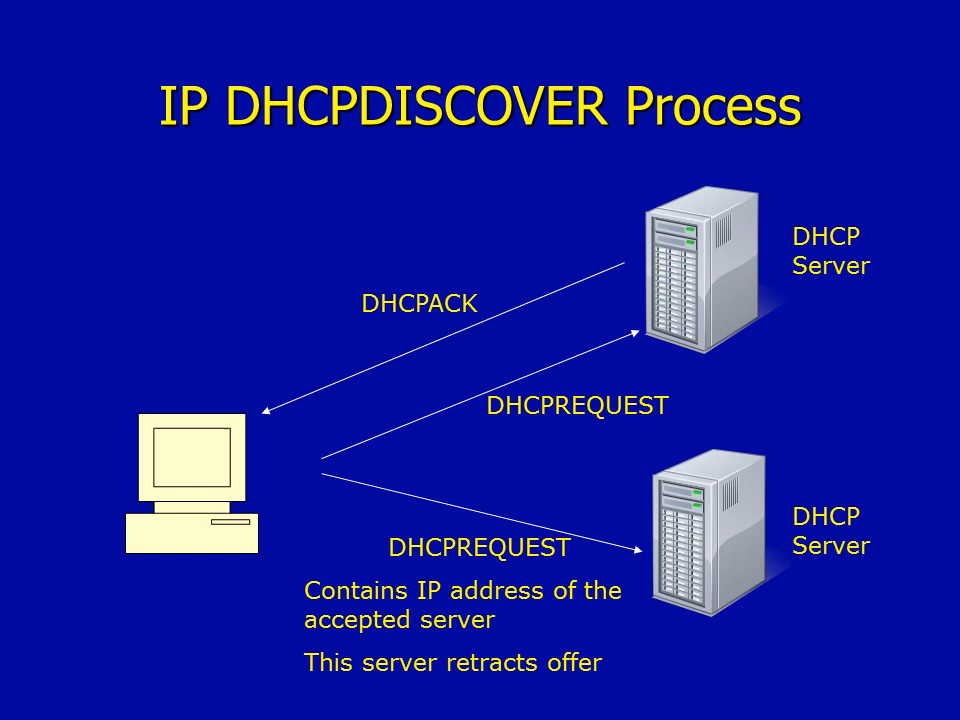 IP DHCPDISCOVER Process
DHCP
Server
DHCPACK
DHCPREQUEST
DHCP
Server
DHCPREQUEST
Contains IP address of the
accepted server
This server retracts offer